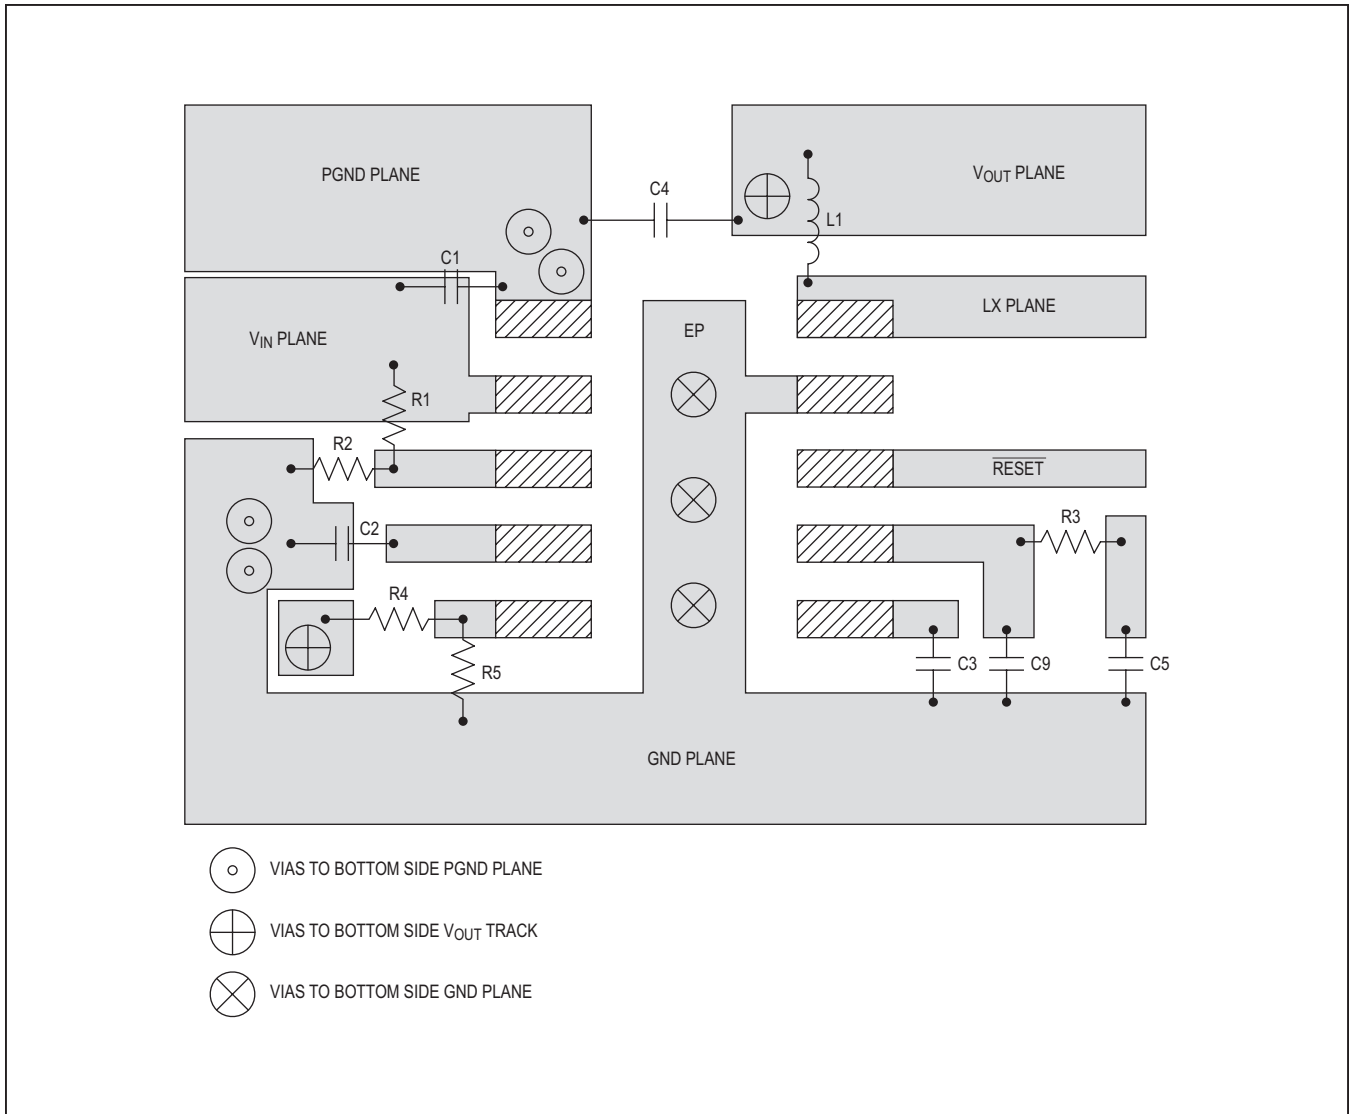 PGND PLANE
VOUT PLANE
C4
L1
C1
LX PLANE
VIN PLANE
EP
R1
R2
RESET
R3
C2
R4
R5
C3
C9
C5
GND PLANE
VIAS TO BOTTOM SIDE PGND PLANE
VIAS TO BOTTOM SIDE VOUT TRACK
VIAS TO BOTTOM SIDE GND PLANE